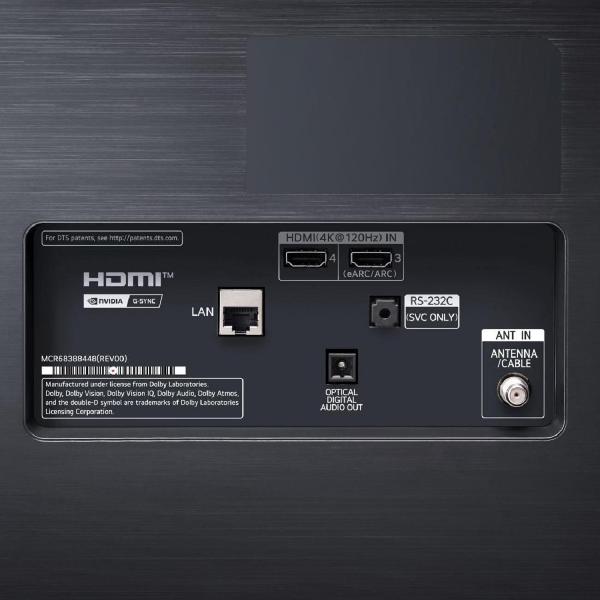 For DTS patents, see http://patents.dts.com.
HDMI(4K@120Hz) IN
4
3
(eARC/ARC)
HDMI™
NVIDIA G-SYNC
LAN
RS-232C
(SVC ONLY)
ANT IN
ANTENNA
/CABLE
MCR68388448(REV00)
Manufactured under license from Dolby Laboratories.
Dolby, Dolby Vision, Dolby Vision IQ, Dolby Audio, Dolby Atmos,
and the double-D symbol are trademarks of Dolby Laboratories
Licensing Corporation.
OPTICAL
DIGITAL
AUDIO OUT